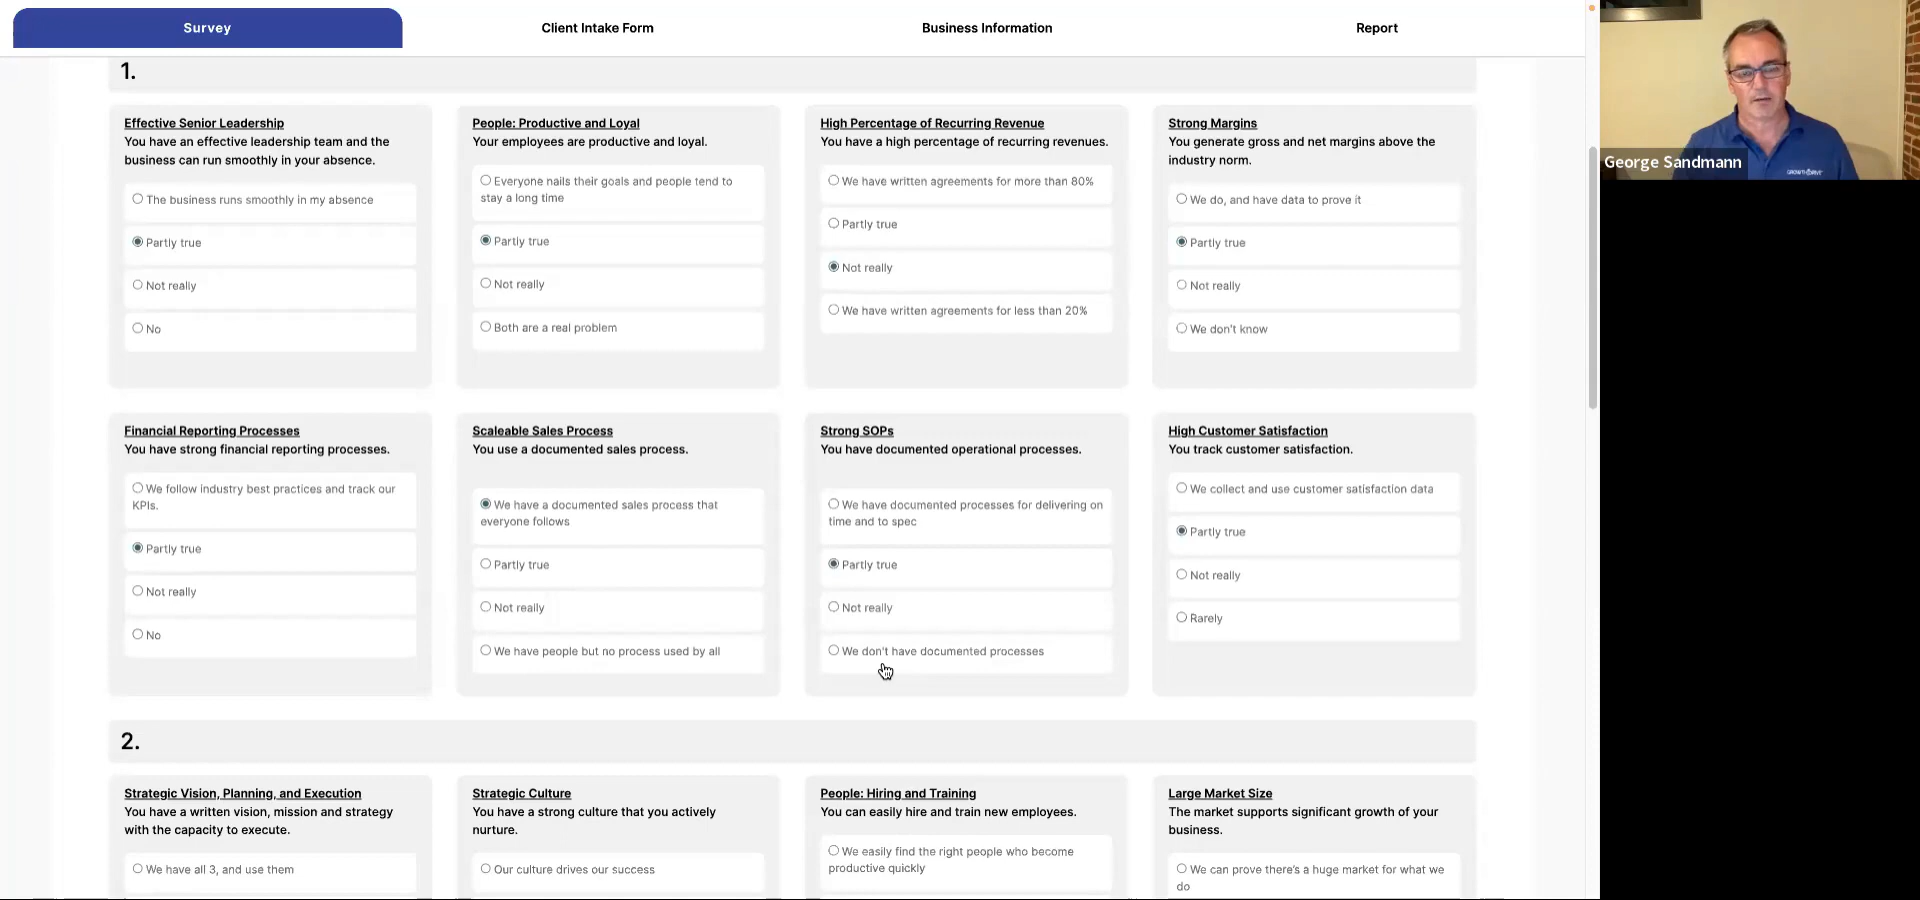 Survey
Client Intake Form
Business Information
Report
George Sandmann
1.
Effective Senior Leadership
You have an effective leadership team and the
business can run smoothly in your absence.
The business runs smoothly in my absence
Partly true
Not really
No
People: Productive and Loyal
Your employees are productive and loyal.
Everyone nails their goals and people tend to
stay a long time
Partly true
Not really
Both are a real problem
High Percentage of Recurring Revenue
You have a high percentage of recurring revenues.
We have written agreements for more than 80%
Partly true
Not really
We have written agreements for less than 20%
Strong Margins
You generate gross and net margins above the
industry norm.
We do, and have data to prove it
Partly true
Not really
We don't know
Financial Reporting Processes
You have strong financial reporting processes.
We follow industry best practices and track our
KPIs.
Partly true
Not really
No
Scaleable Sales Process
You use a documented sales process.
We have a documented sales process that
everyone follows
Partly true
Not really
We have people but no process used by all
Strong SOPs
You have documented operational processes.
We have documented processes for delivering on
time and to spec
Partly true
Not really
We don't have documented processes
High Customer Satisfaction
You track customer satisfaction.
We collect and use customer satisfaction data
Partly true
Not really
Rarely
2.
Strategic Vision, Planning, and Execution
You have a written vision, mission and strategy
with the capacity to execute.
We have all 3, and use them
Strategic Culture
You have a strong culture that you actively
nurture.
Our culture drives our success
People: Hiring and Training
You can easily hire and train new employees.
We easily find the right people who become
productive quickly
Large Market Size
The market supports significant growth of your
business.
We can prove there's a huge market for what we
do